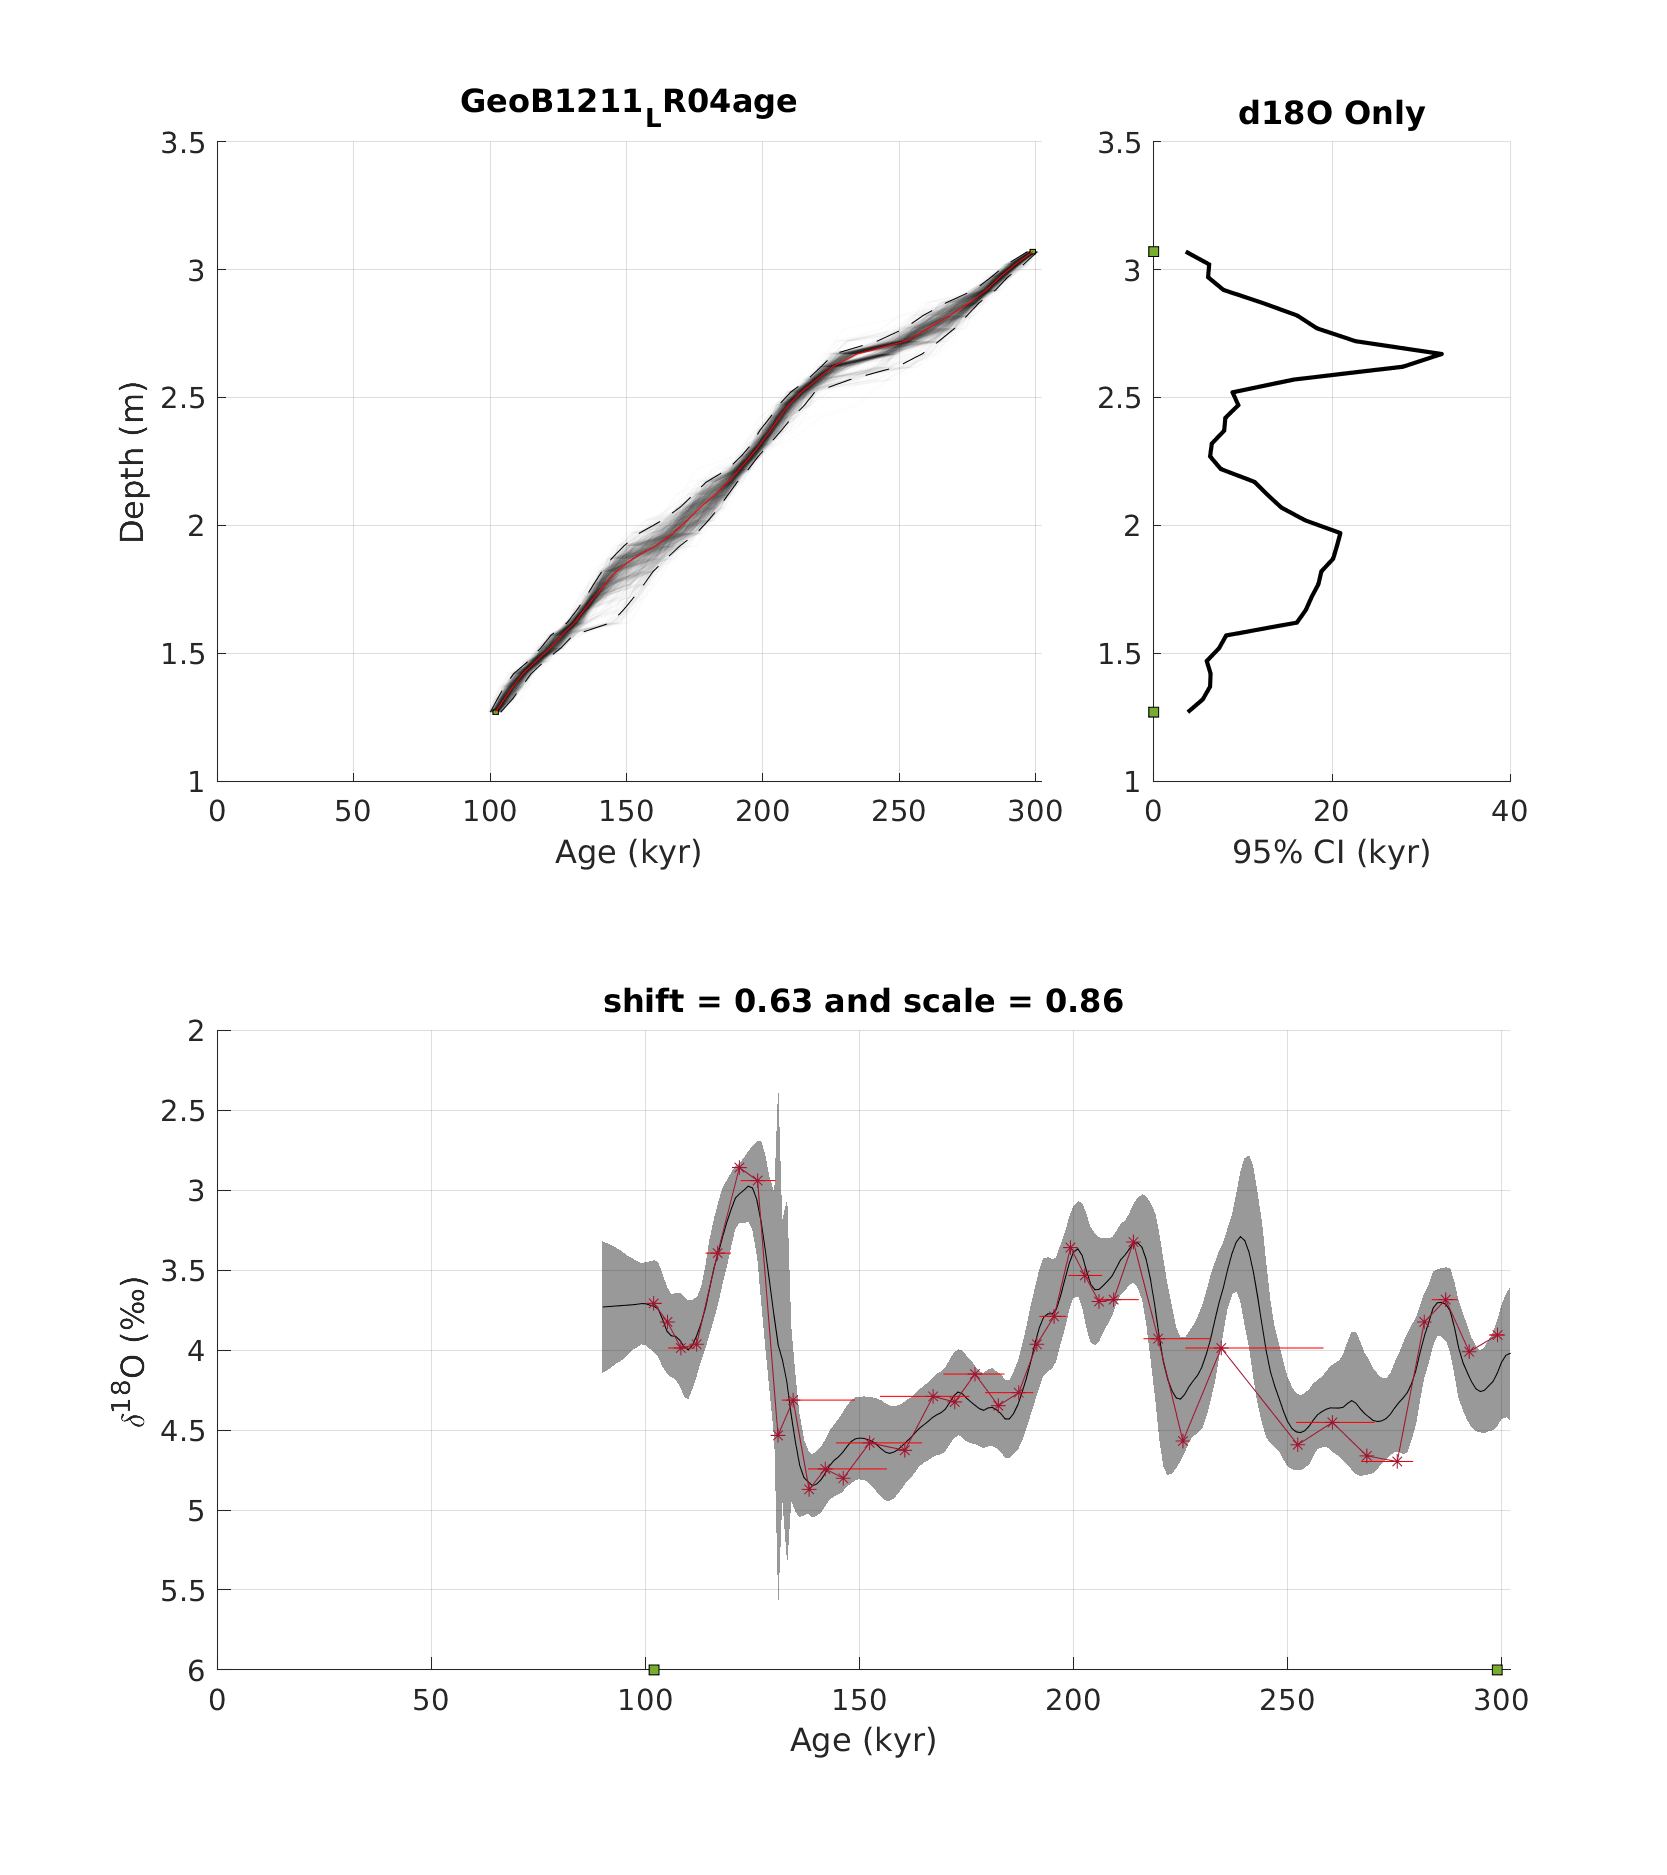 GeoB1211_LR04age
d18O Only
3.5
3
2.5
2
1.5
1
Depth (m)
0 50 100 150 200 250 300
Age (kyr)
3.5
3
2.5
2
1.5
1
0 20 40
95% CI (kyr)
shift = 0.63 and scale = 0.86
2
2.5
3
3.5
4
4.5
5
5.5
6
δ¹⁸O (‰)
0 50 100 150 200 250 300
Age (kyr)